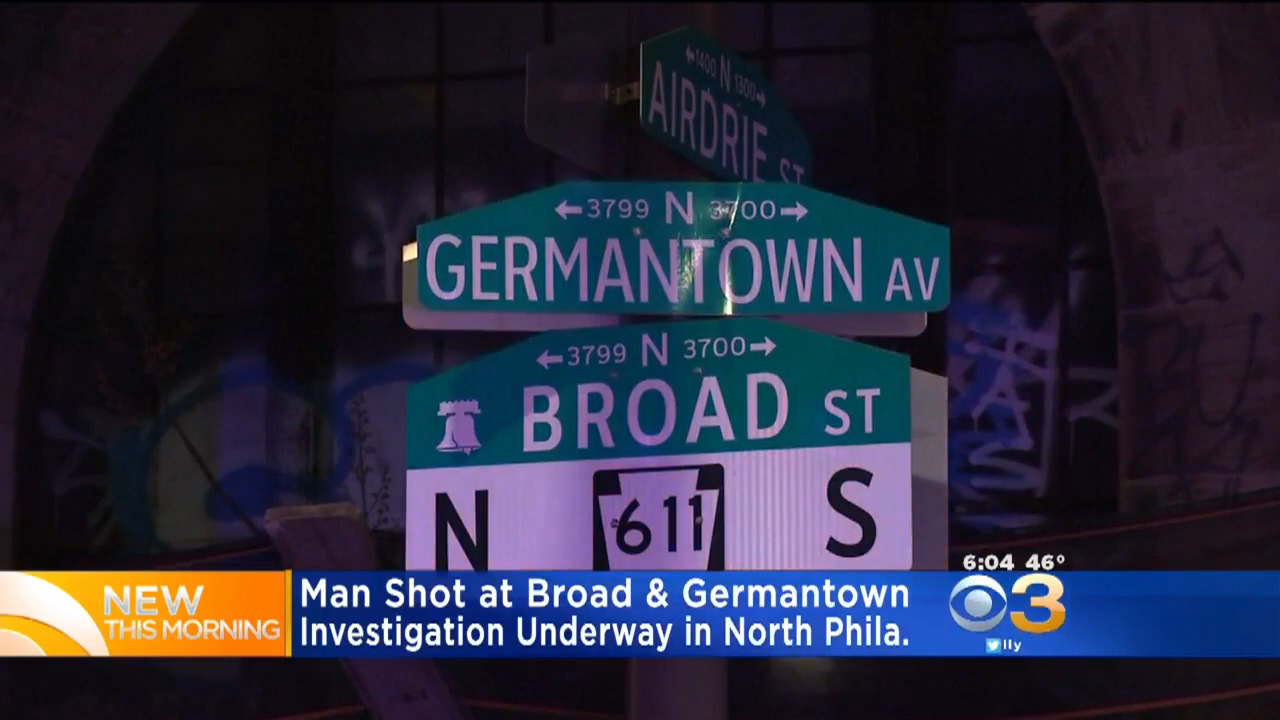 ←1400 N 1300→
AIRDRIE ST
←3799 N 3700→
GERMANTOWN AV
←3799 N 3700→
BROAD ST
N 611 S
6:04 46°
NEW
THIS MORNING
Man Shot at Broad & Germantown
Investigation Underway in North Phila.
3
lly